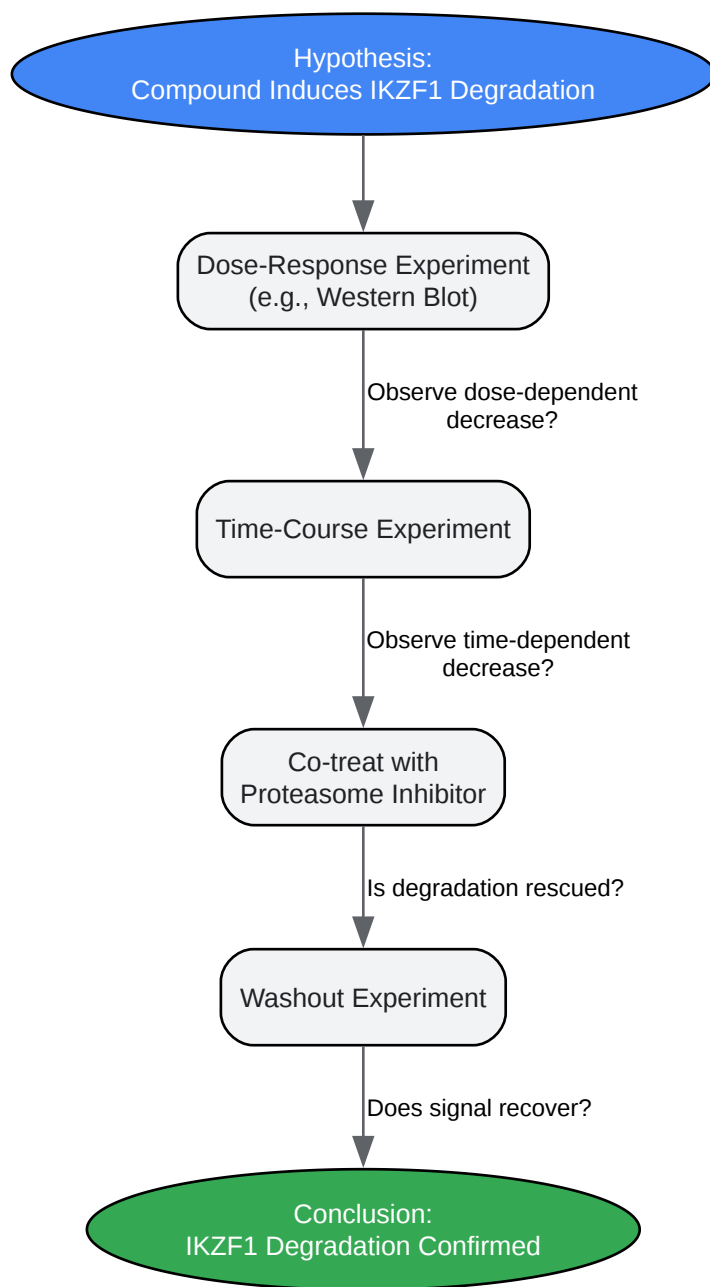 Hypothesis:
Compound Induces IKZF1 Degradation
Dose-Response Experiment
(e.g., Western Blot)
Observe dose-dependent
decrease?
Time-Course Experiment
Observe time-dependent
decrease?
Co-treat with
Proteasome Inhibitor
Is degradation rescued?
Washout Experiment
Does signal recover?
Conclusion:
IKZF1 Degradation Confirmed